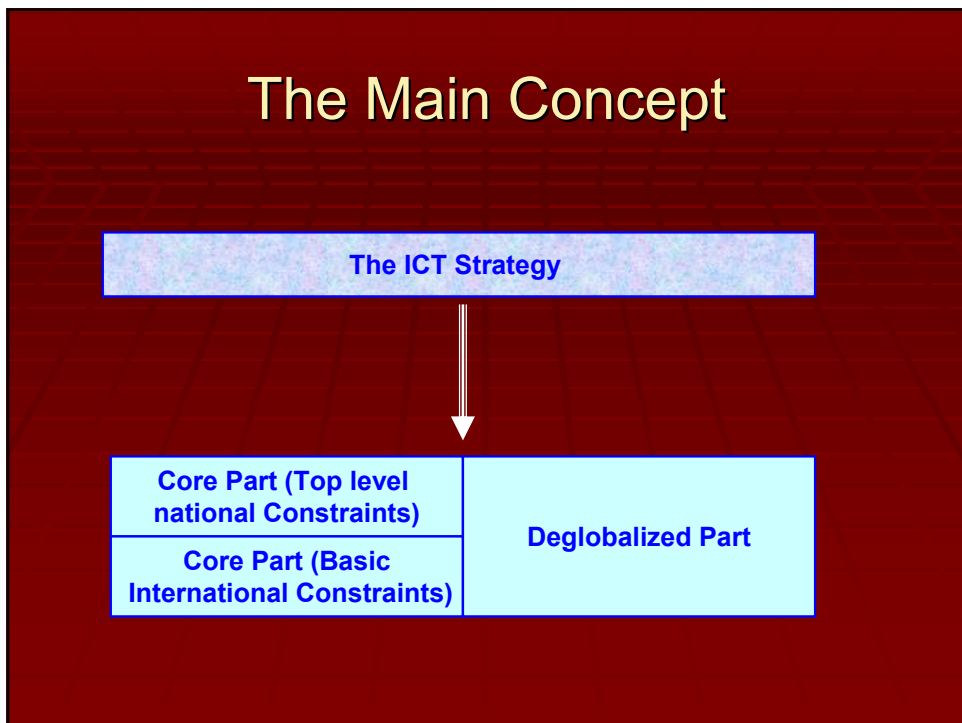 The Main Concept
The ICT Strategy
Core Part (Top level
national Constraints)
Core Part (Basic
International Constraints)
Deglobalized Part